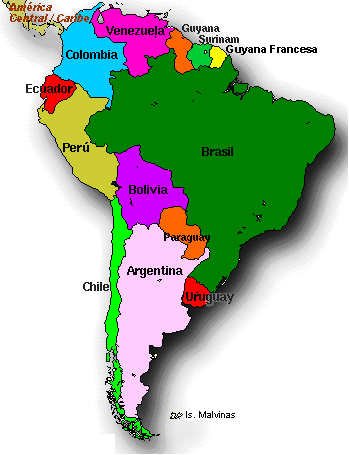 América
Central / Caribe
Venezuela
Guyana
Surinam
Guyana Francesa
Colombia
Ecuador
Perú
Brasil
Bolivia
Paraguay
Argentina
Chile
Uruguay
Is. Malvinas